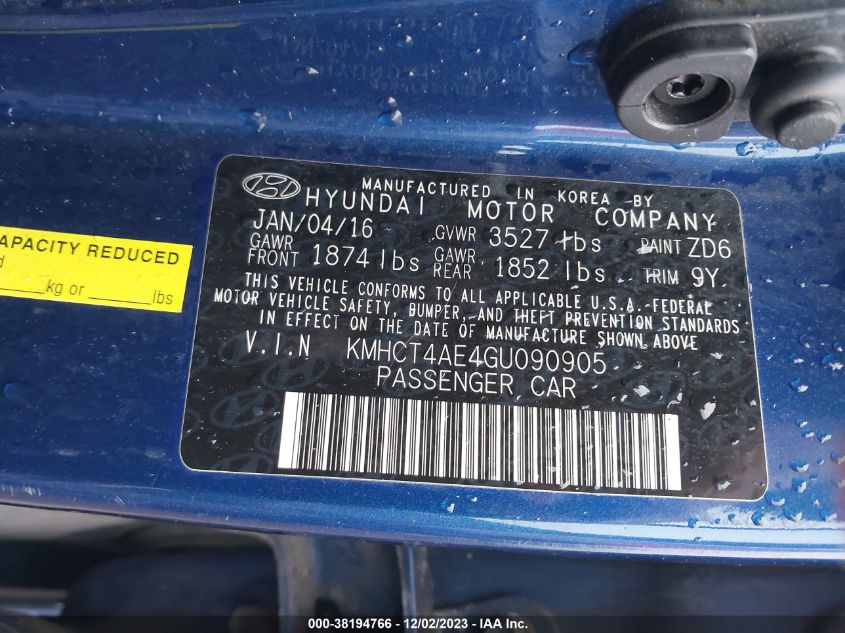 MANUFACTURED IN KOREA BY
HYUNDAI MOTOR COMPANY
JAN/04/16 GVWR 3527 lbs PAINT ZD6
GAWR FRONT 1874 lbs GAWR REAR 1852 lbs TRIM 9Y
THIS VEHICLE CONFORMS TO ALL APPLICABLE U.S.A. FEDERAL
MOTOR VEHICLE SAFETY, BUMPER, AND THEFT PREVENTION STANDARDS
IN EFFECT ON THE DATE OF MANUFACTURE SHOWN ABOVE
V.I.N KMHCT4AE4GU090905
PASSENGER CAR
APACITY REDUCED
kg or lbs
000-38194766 - 12/02/2023 - IAA Inc.